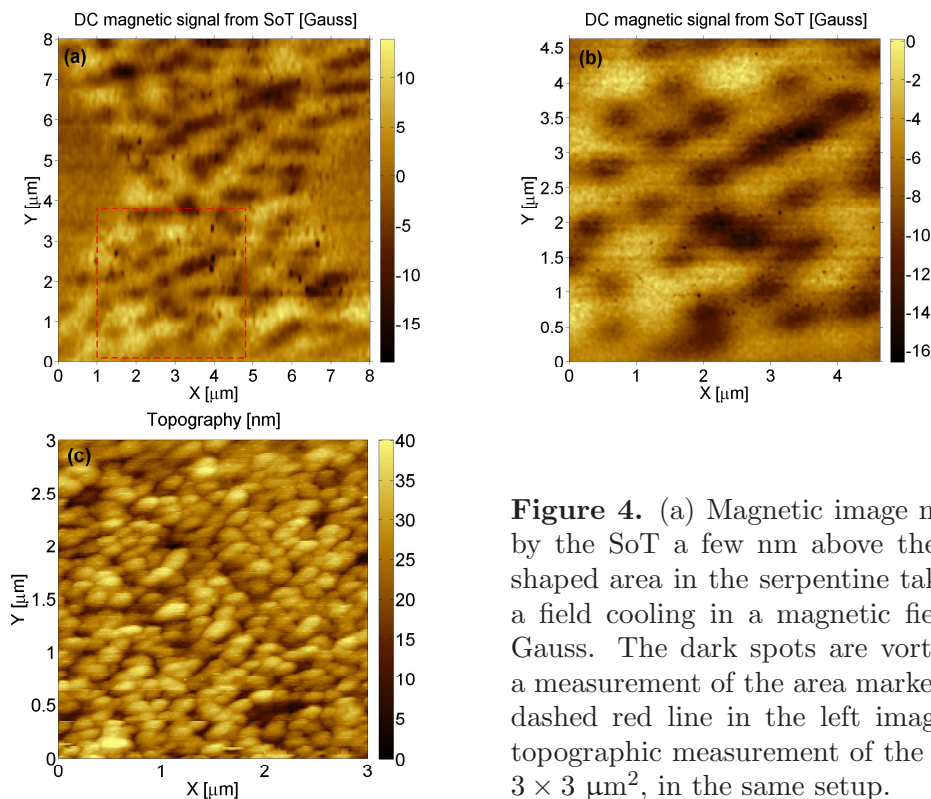 DC magnetic signal from SoT [Gauss]
(a)
Y [μm]
8
7
6
5
4
3
2
1
0
0 1 2 3 4 5 6 7 8
X [μm]
10
5
0
-5
-10
-15
DC magnetic signal from SoT [Gauss]
(b)
Y [μm]
4.5
4
3.5
3
2.5
2
1.5
1
0.5
0
0 1 2 3 4
X [μm]
0
-2
-4
-6
-8
-10
-12
-14
-16
Topography [nm]
(c)
Y [μm]
3
2.5
2
1.5
1
0.5
0
0 1 2 3
X [μm]
40
35
30
25
20
15
10
5
0
Figure 4. (a) Magnetic image
by the SoT a few nm above the
shaped area in the serpentine
a field cooling in a magnetic
Gauss. The dark spots are
a measurement of the area
dashed red line in the left
topographic measurement of the
3 × 3 μm², in the same setup.